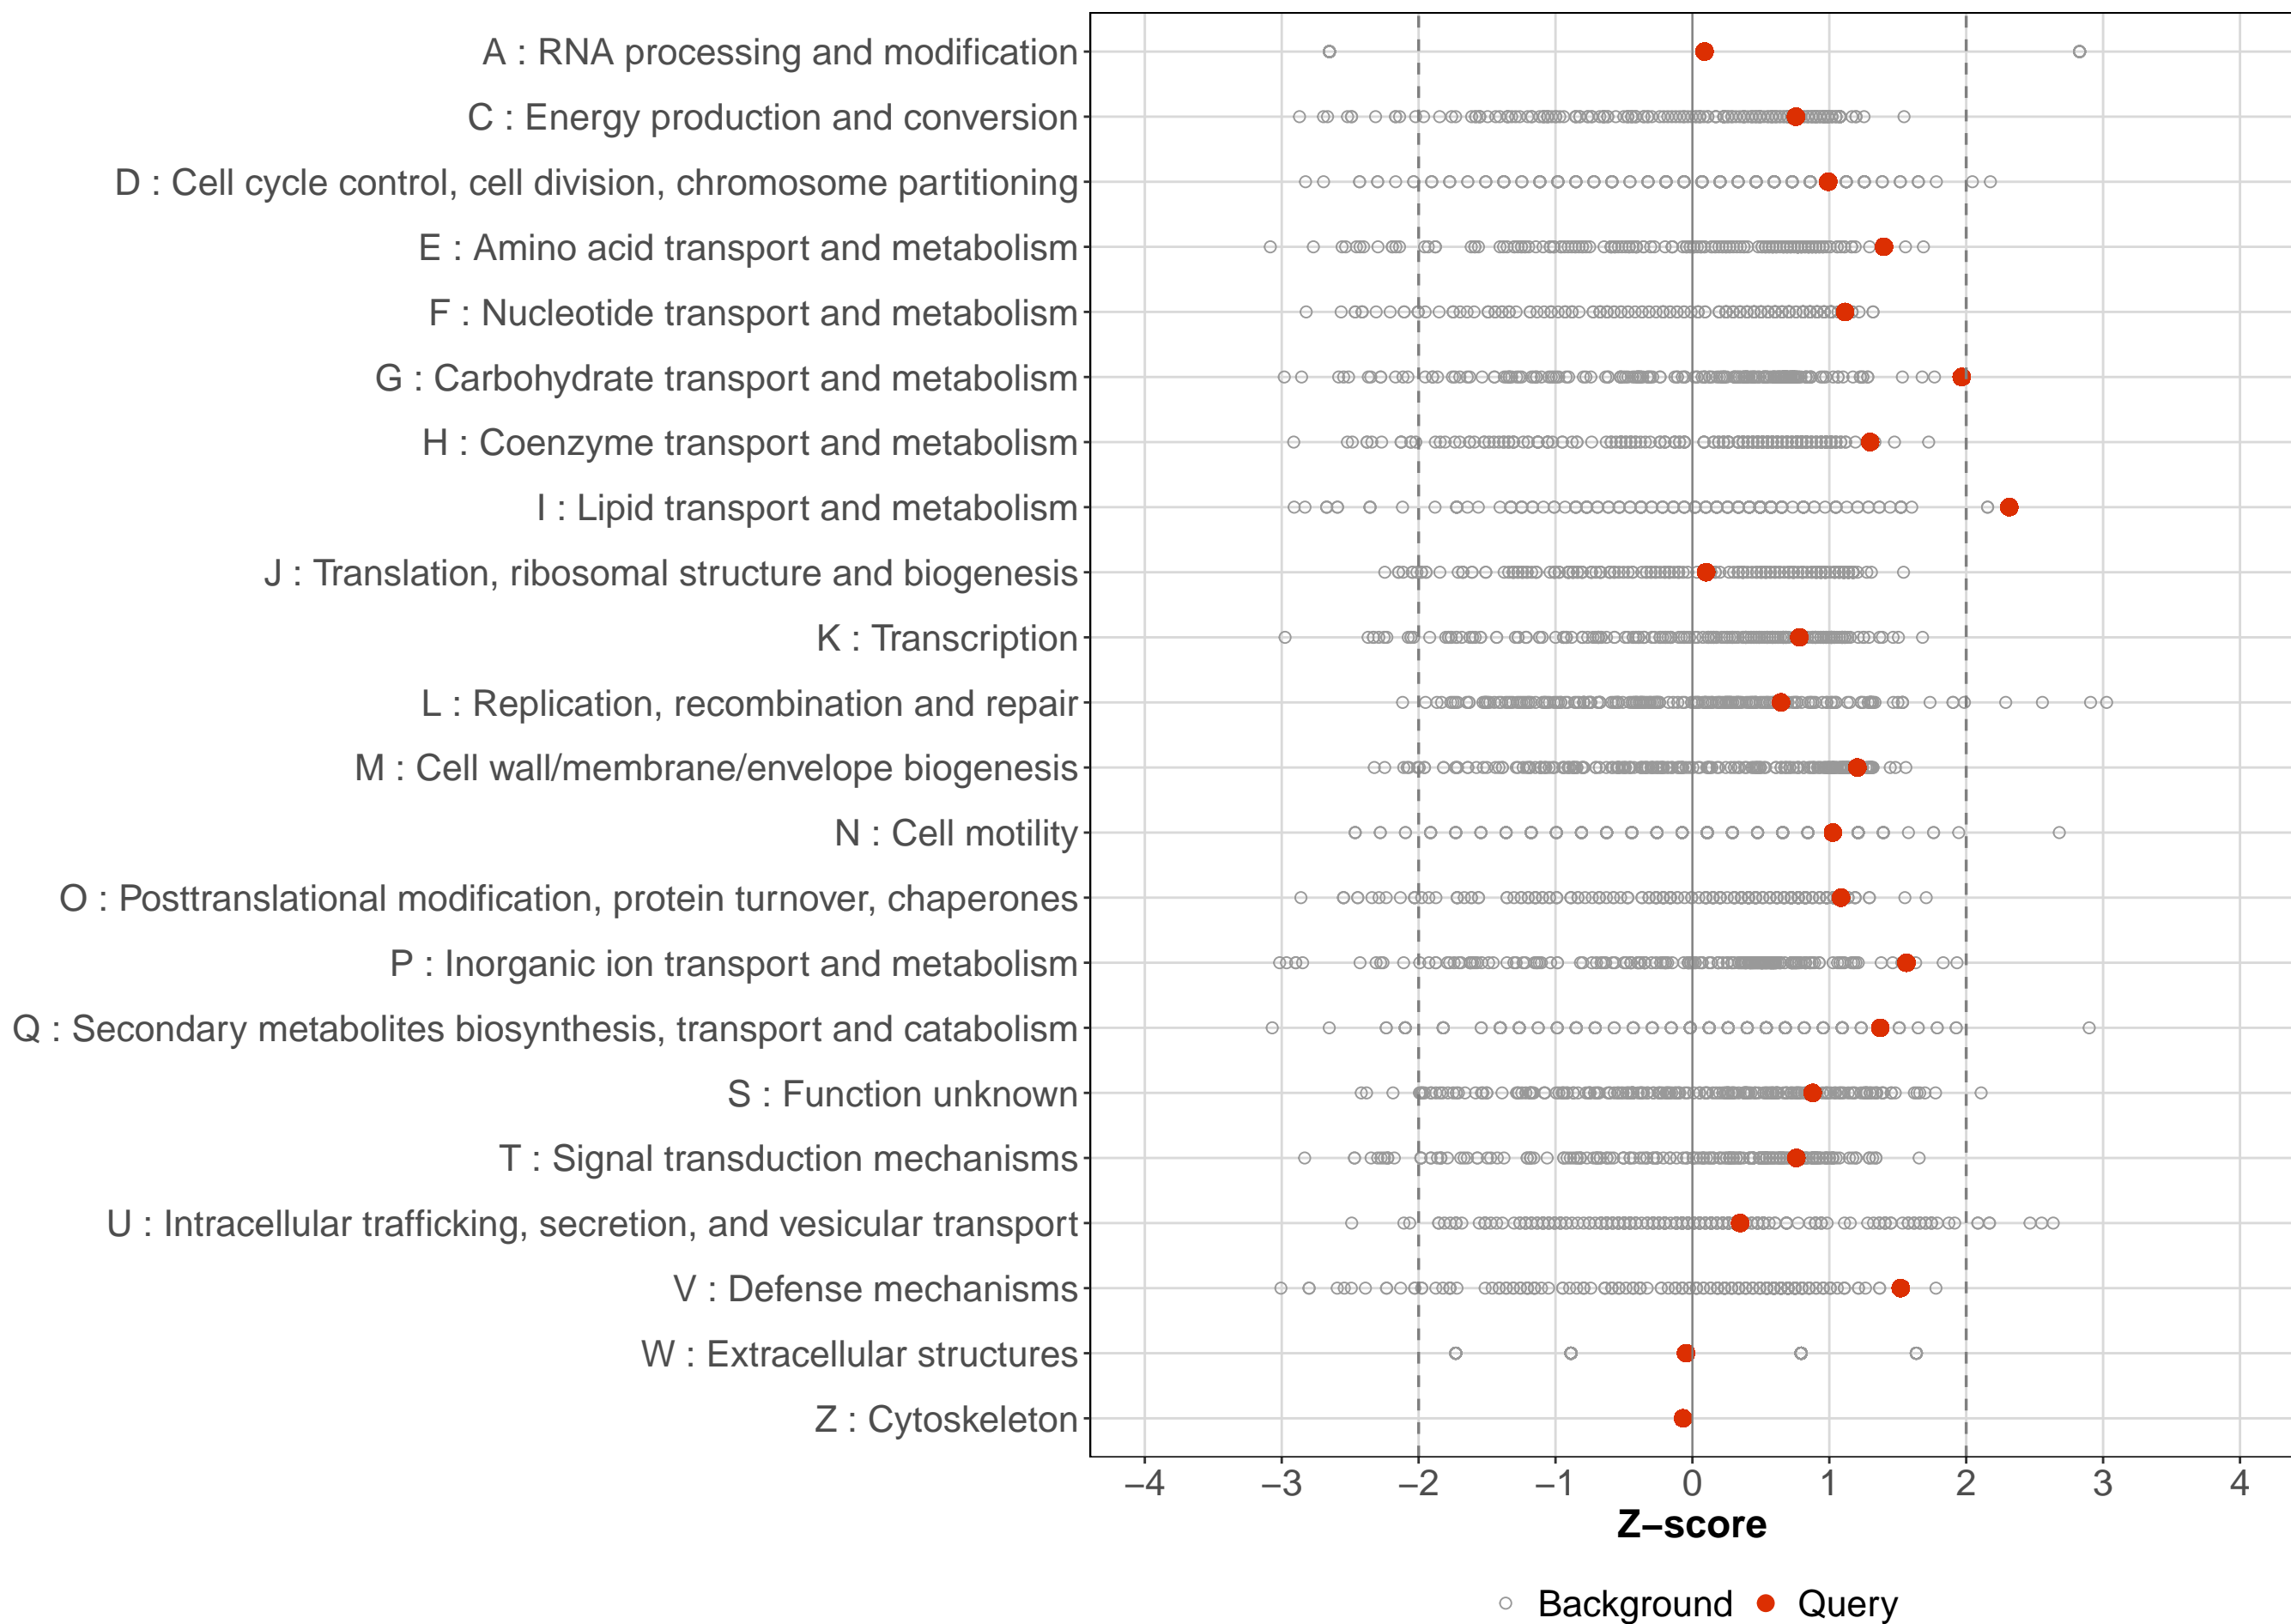 A : RNA processing and modification
C : Energy production and conversion
D : Cell cycle control, cell division, chromosome partitioning
E : Amino acid transport and metabolism
F : Nucleotide transport and metabolism
G : Carbohydrate transport and metabolism
H : Coenzyme transport and metabolism
I : Lipid transport and metabolism
J : Translation, ribosomal structure and biogenesis
K : Transcription
L : Replication, recombination and repair
M : Cell wall/membrane/envelope biogenesis
N : Cell motility
O : Posttranslational modification, protein turnover, chaperones
P : Inorganic ion transport and metabolism
Q : Secondary metabolites biosynthesis, transport and catabolism
S : Function unknown
T : Signal transduction mechanisms
U : Intracellular trafficking, secretion, and vesicular transport
V : Defense mechanisms
W : Extracellular structures
Z : Cytoskeleton
−4 −3 −2 −1 0 1 2 3 4
Z−score
Background Query